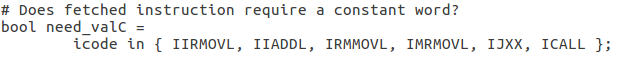 # Does fetched instruction require a constant word?
bool need_valC =
        icode in { IIRMOVL, IIADDL, IRMMOVL, IMRMOVL, IJXX, ICALL };